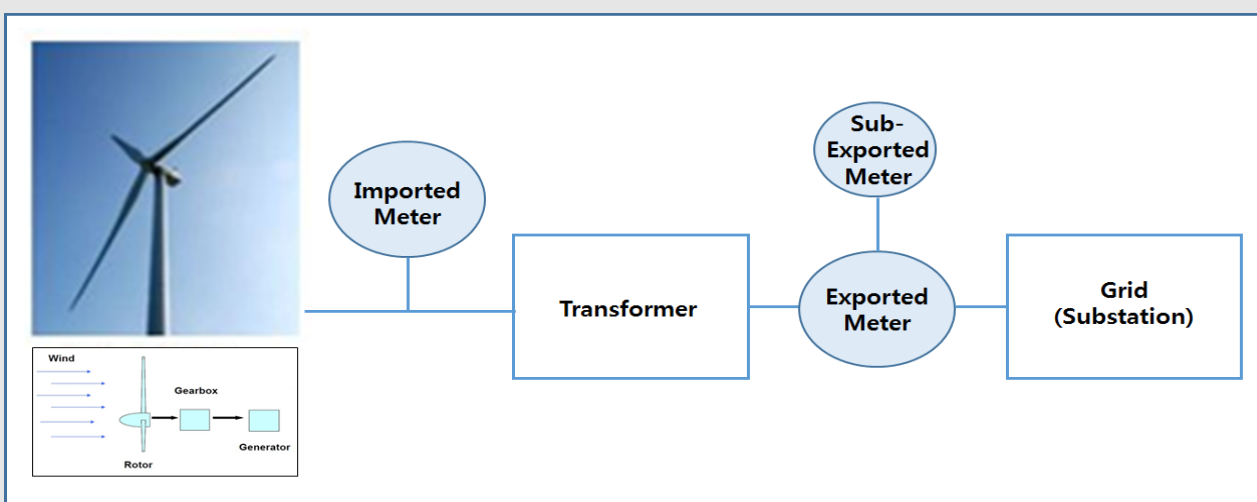 Imported
Meter
Sub-
Exported
Meter
Transformer
Exported
Meter
Grid
(Substation)
Wind
Gearbox
Generator
Rotor